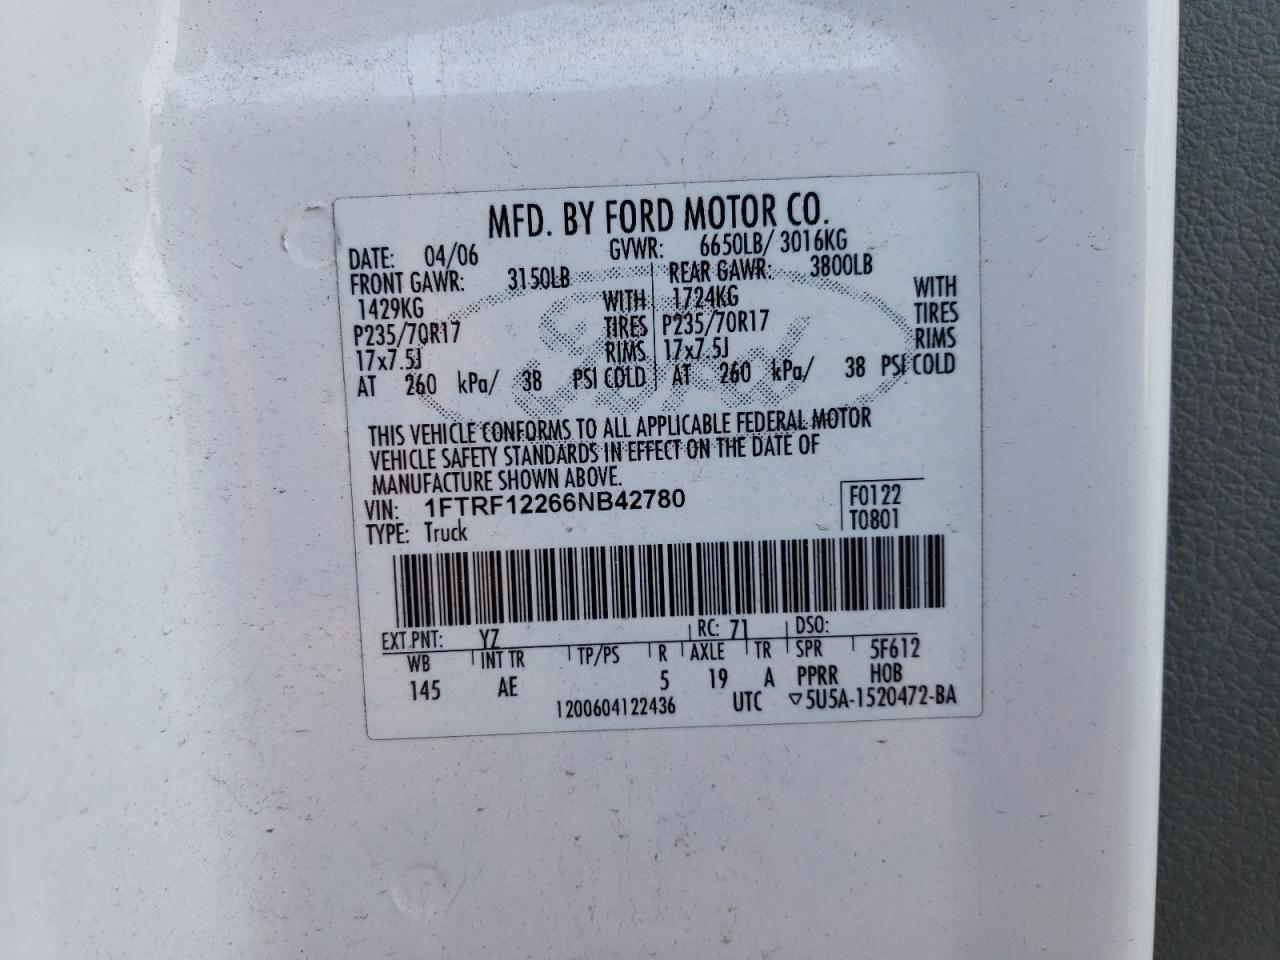 MFD. BY FORD MOTOR CO.
DATE: 04/06 GVWR: 6650LB/ 3016KG
FRONT GAWR: 3150LB REAR GAWR: 3800LB
1429KG WITH 1724KG WITH
P235/70R17 TIRES P235/70R17 TIRES
17x7.5J RIMS 17x7.5J RIMS
AT 260 kPa/ 38 PSI COLD AT 260 kPa/ 38 PSI COLD
Ford
THIS VEHICLE CONFORMS TO ALL APPLICABLE FEDERAL MOTOR
VEHICLE SAFETY STANDARDS IN EFFECT ON THE DATE OF
MANUFACTURE SHOWN ABOVE.
VIN: 1FTRF12266NB42780 F0122
TYPE: Truck T0801
EXT PNT: YZ RC: 71 DSO:
WB INT TR TP/PS R AXLE TR SPR 5F612
145 AE 5 19 A PPRR H0B
1200604122436 UTC ▽5U5A-1520472-BA